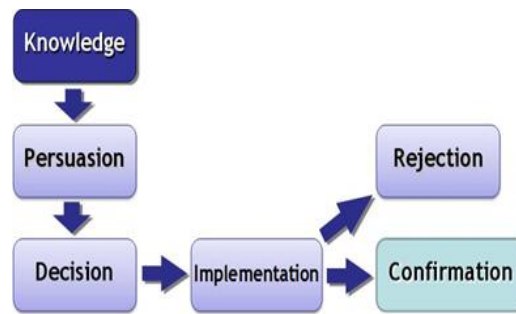 Knowledge
Persuasion
Rejection
Decision
Implementation
Confirmation